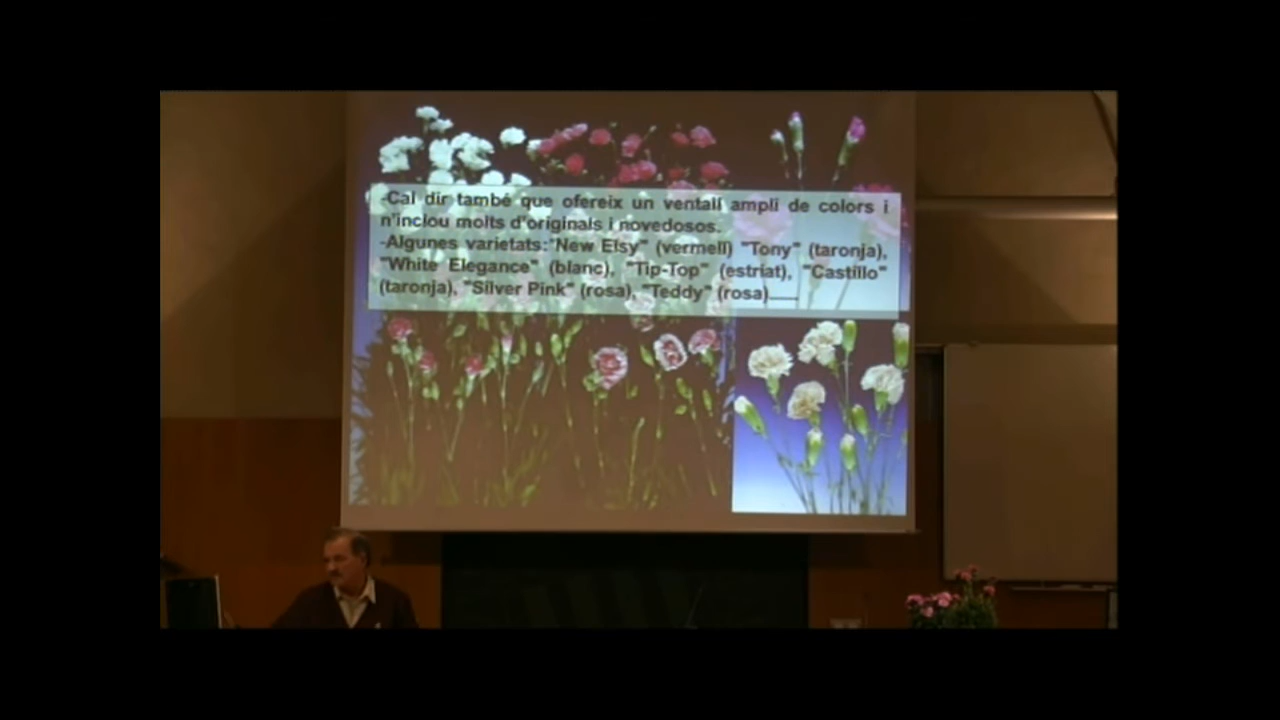 -Cal dir també que ofereix un ventall ampli de colors i
n'inclou molts d'originals i novedosos.
-Algunes varietats:"New Elsy" (vermell) "Tony" (taronja),
"White Elegance" (blanc), "Tip-Top" (estriat), "Castillo"
(taronja), "Silver Pink" (rosa), "Teddy" (rosa)......